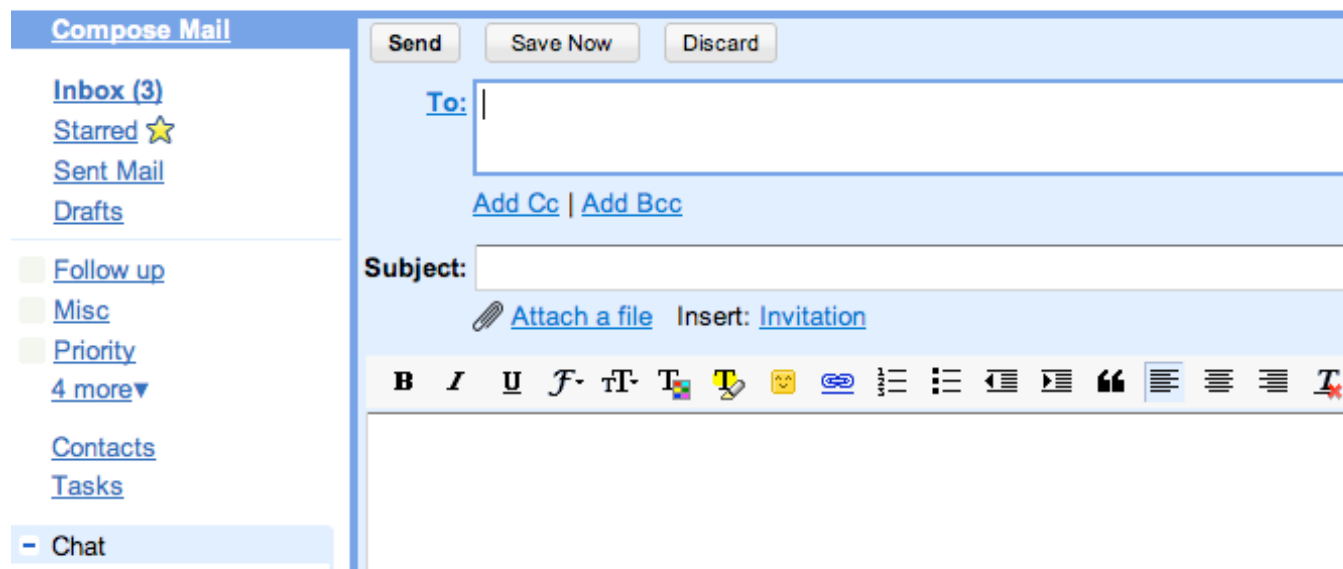 Compose Mail
Inbox (3)
Starred
Sent Mail
Drafts
Follow up
Misc
Priority
4 more▼
Contacts
Tasks
Chat
Send Save Now Discard
To:
Add Cc | Add Bcc
Subject:
Attach a file Insert: Invitation